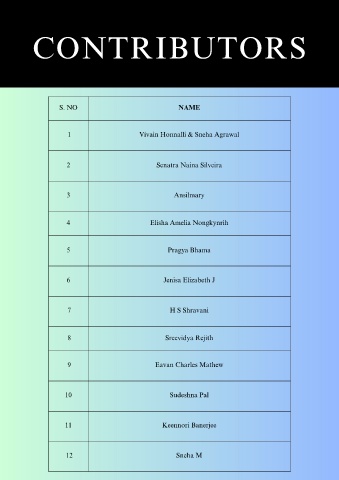 CONTRIBUTORS
S. NO NAME
1 Vivain Honnalli & Sneha Agrawal
2 Senatra Naina Silveira
3 Ansilmary
4 Elisha Amelia Nongkynrih
5 Pragya Bhama
6 Jenisa Elizabeth J
7 H S Shravani
8 Sreevidya Rejith
9 Eavan Charles Mathew
10 Sudeshna Pal
11 Keennori Banerjee
12 Sneha M